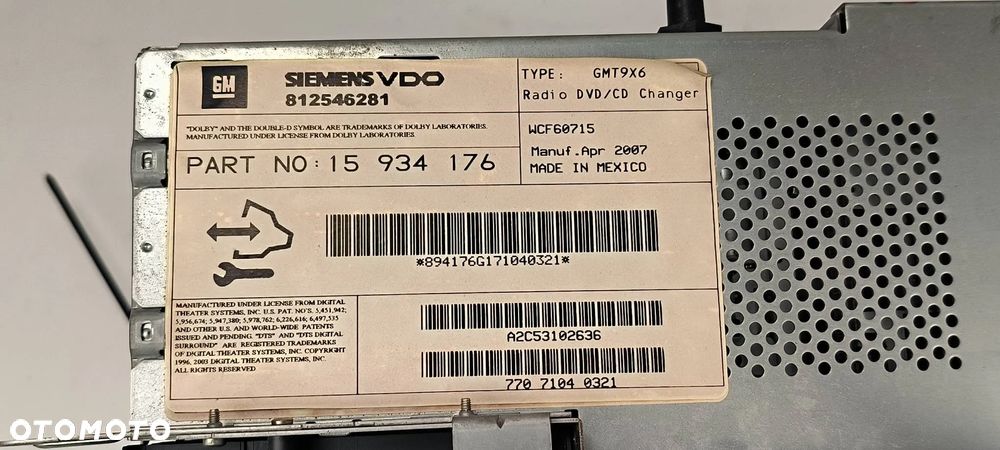 GM
SIEMENS VDO
812546281
TYPE: GMT9X6
Radio DVD/CD Changer
"DOLBY" AND THE DOUBLE-D SYMBOL ARE TRADEMARKS OF DOLBY LABORATORIES.
MANUFACTURED UNDER LICENSE FROM DOLBY LABORATORIES.
WCF60715
Manuf.Apr 2007
MADE IN MEXICO
PART NO: 15 934 176
*894176G171040321*
MANUFACTURED UNDER LICENSE FROM DIGITAL
THEATER SYSTEMS, INC. U.S. PAT. NO'S. 5,451,942;
5,956,674; 5,947,380; 5,978,762; 6,226,616; 6,497,535
AND OTHER U.S. AND WORLD-WIDE PATENTS
ISSUED AND PENDING. "DTS" AND "DTS DIGITAL
SURROUND" ARE REGISTERED TRADEMARKS
OF DIGITAL THEATER SYSTEMS, INC. COPYRIGHT
1996, 2003 DIGITAL THEATER SYSTEMS, INC.
ALL RIGHTS RESERVED
A2C53102636
770 7104 0321
OTOMOTO